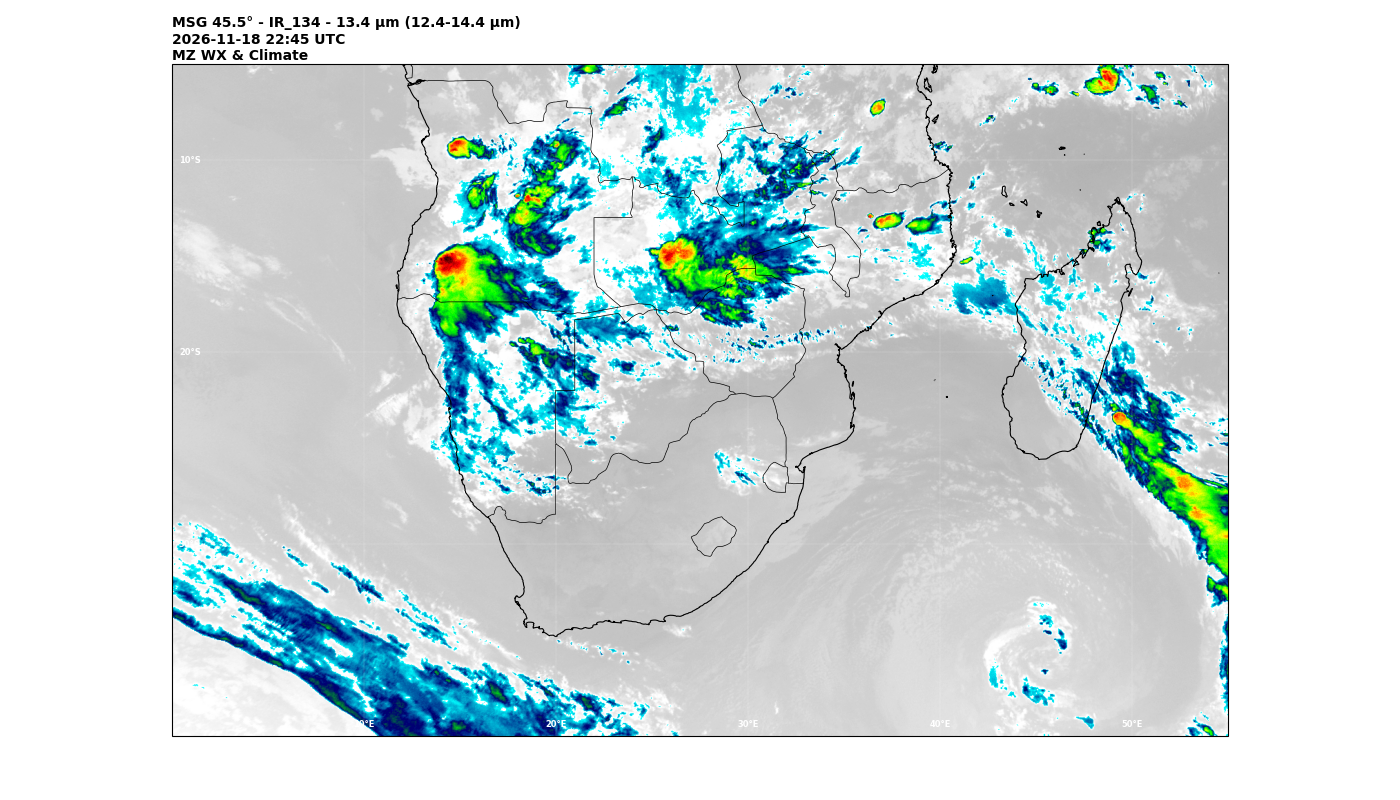 MSG 45.5° - IR_134 - 13.4 µm (12.4-14.4 µm)
2026-11-18 22:45 UTC
MZ WX & Climate
10°S
20°S
20°E
30°E
40°E
50°E